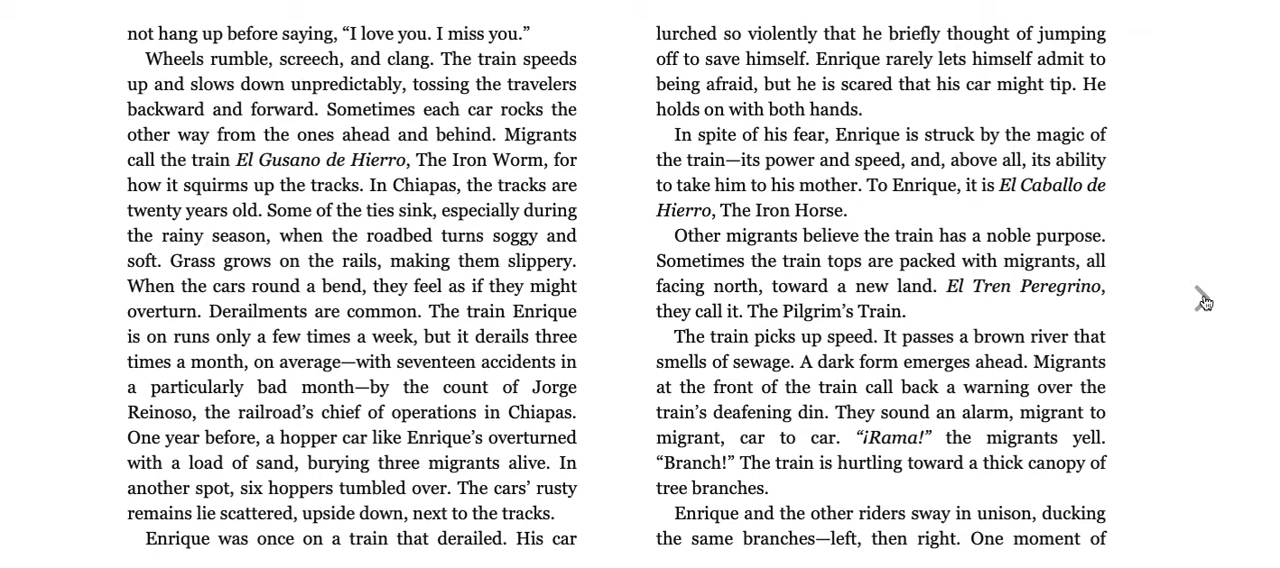 not hang up before saying, “I love you. I miss you.”
Wheels rumble, screech, and clang. The train speeds
up and slows down unpredictably, tossing the travelers
backward and forward. Sometimes each car rocks the
other way from the ones ahead and behind. Migrants
call the train El Gusano de Hierro, The Iron Worm, for
how it squirms up the tracks. In Chiapas, the tracks are
twenty years old. Some of the ties sink, especially during
the rainy season, when the roadbed turns soggy and
soft. Grass grows on the rails, making them slippery.
When the cars round a bend, they feel as if they might
overturn. Derailments are common. The train Enrique
is on runs only a few times a week, but it derails three
times a month, on average—with seventeen accidents in
a particularly bad month—by the count of Jorge
Reinoso, the railroad’s chief of operations in Chiapas.
One year before, a hopper car like Enrique’s overturned
with a load of sand, burying three migrants alive. In
another spot, six hoppers tumbled over. The cars’ rusty
remains lie scattered, upside down, next to the tracks.
Enrique was once on a train that derailed. His car
lurched so violently that he briefly thought of jumping
off to save himself. Enrique rarely lets himself admit to
being afraid, but he is scared that his car might tip. He
holds on with both hands.
In spite of his fear, Enrique is struck by the magic of
the train—its power and speed, and, above all, its ability
to take him to his mother. To Enrique, it is El Caballo de
Hierro, The Iron Horse.
Other migrants believe the train has a noble purpose.
Sometimes the train tops are packed with migrants, all
facing north, toward a new land. El Tren Peregrino,
they call it. The Pilgrim’s Train.
The train picks up speed. It passes a brown river that
smells of sewage. A dark form emerges ahead. Migrants
at the front of the train call back a warning over the
train’s deafening din. They sound an alarm, migrant to
migrant, car to car. “¡Rama!” the migrants yell.
“Branch!” The train is hurtling toward a thick canopy of
tree branches.
Enrique and the other riders sway in unison, ducking
the same branches—left, then right. One moment of